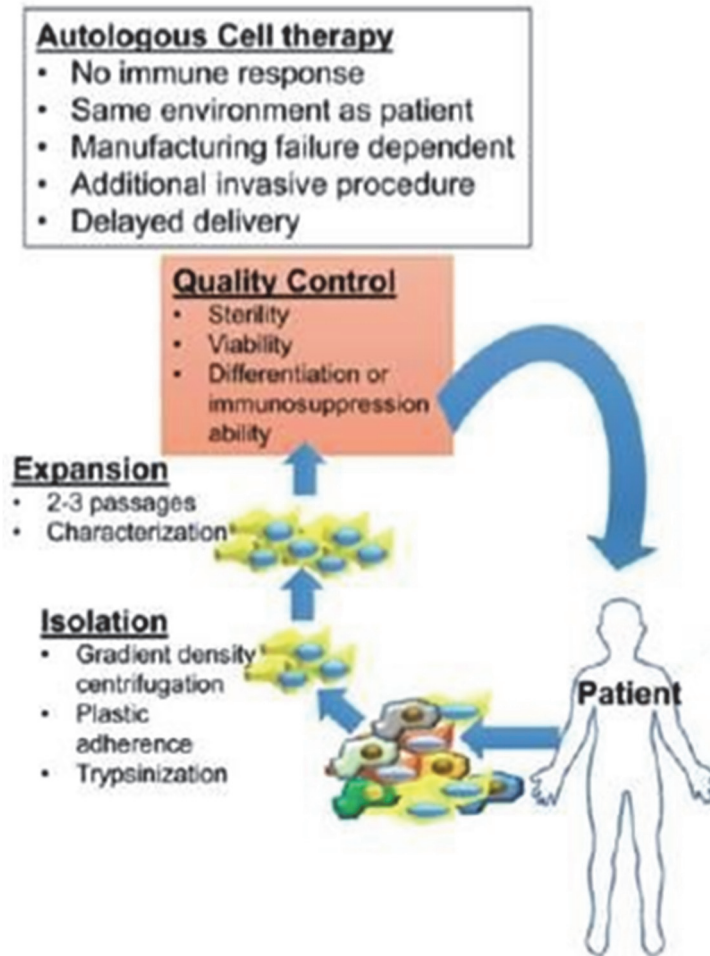 Autologous Cell therapy
• No immune response
• Same environment as patient
• Manufacturing failure dependent
• Additional invasive procedure
• Delayed delivery
Quality Control
• Sterility
• Viability
• Differentiation or
immunosuppression
ability
Expansion
• 2-3 passages
• Characterization
Isolation
• Gradient density
centrifugation
• Plastic
adherence
• Trypsinization
Patient